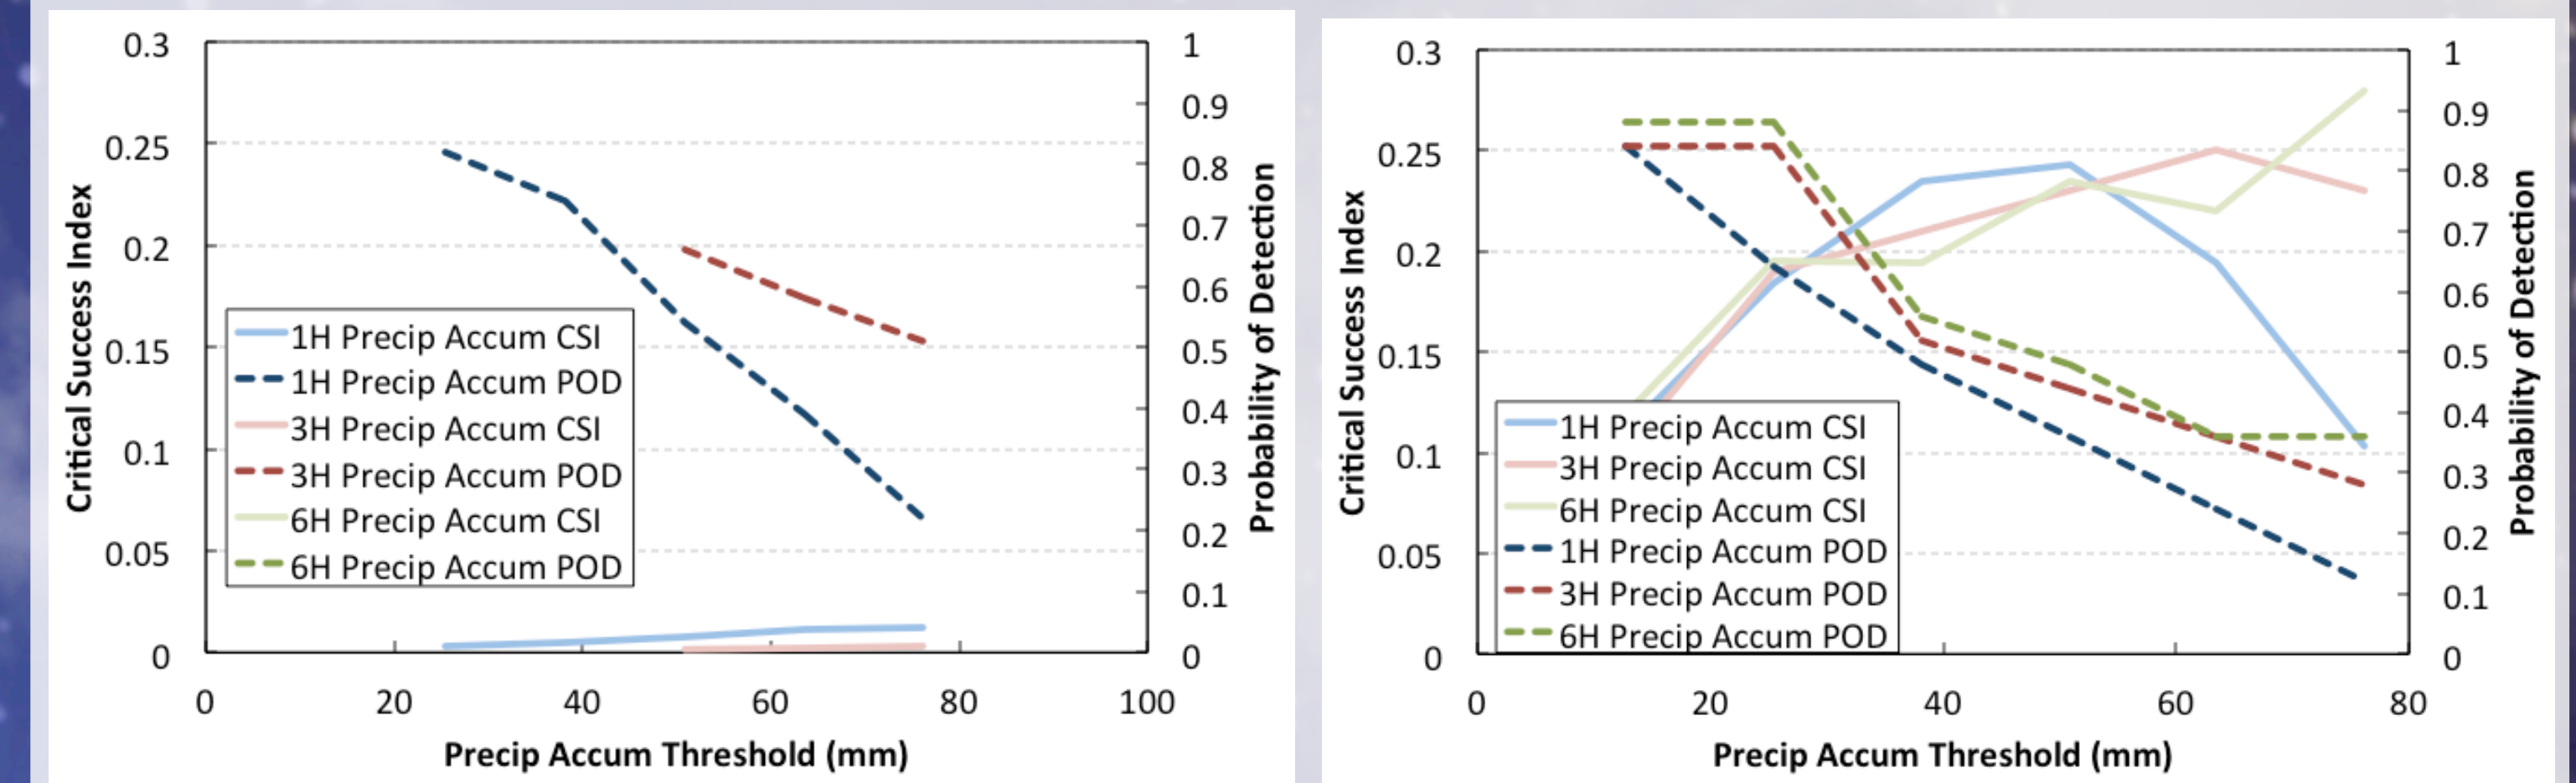 0.3
0.25
0.2
0.15
0.1
0.05
0
Critical Success Index
1
0.9
0.8
0.7
0.6
0.5
0.4
0.3
0.2
0.1
0
Probability of Detection
1H Precip Accum CSI
1H Precip Accum POD
3H Precip Accum CSI
3H Precip Accum POD
6H Precip Accum CSI
6H Precip Accum POD
0 20 40 60 80 100
Precip Accum Threshold (mm)
0.3
0.25
0.2
0.15
0.1
0.05
0
Critical Success Index
1
0.9
0.8
0.7
0.6
0.5
0.4
0.3
0.2
0.1
0
Probability of Detection
1H Precip Accum CSI
3H Precip Accum CSI
6H Precip Accum CSI
1H Precip Accum POD
3H Precip Accum POD
6H Precip Accum POD
0 20 40 60 80
Precip Accum Threshold (mm)